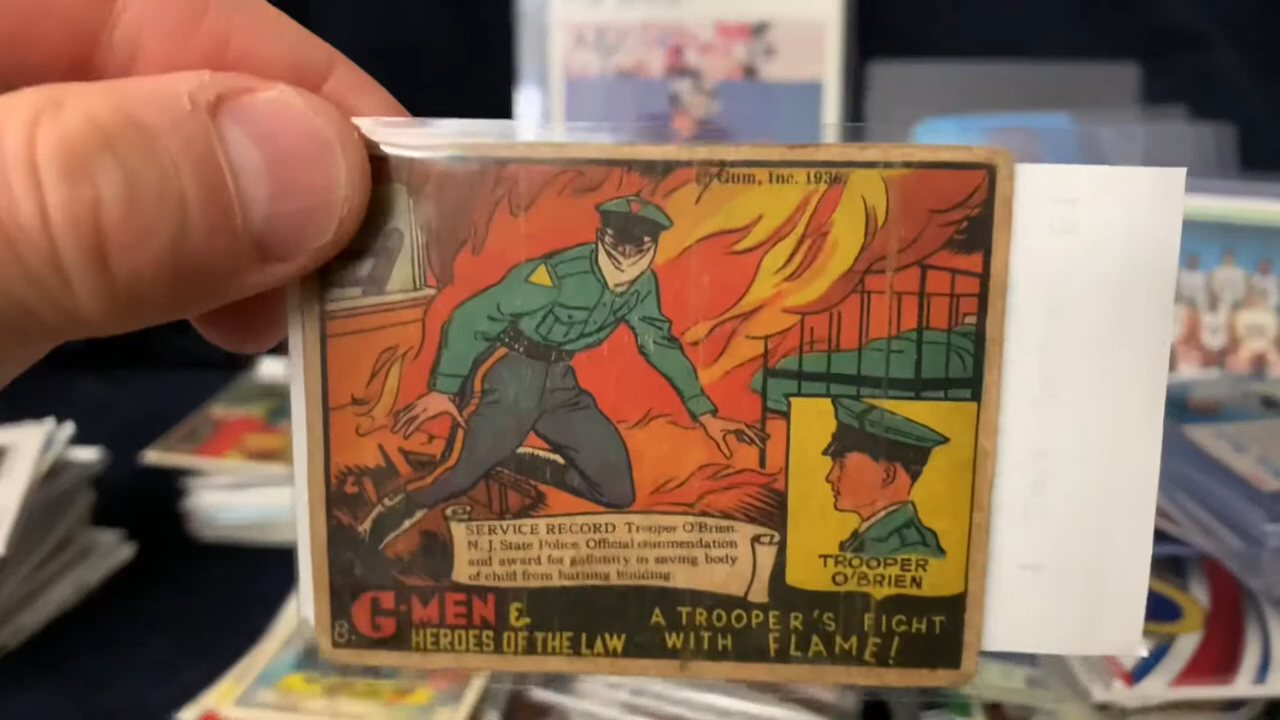 © Gum, Inc. 1936
SERVICE RECORD: Trooper O'Brien.
N. J. State Police. Official commendation
and award for gallantry in saving body
of child from burning building.
TROOPER
O'BRIEN
8. G-MEN &
HEROES OF THE LAW
A TROOPER'S FIGHT
WITH FLAME!